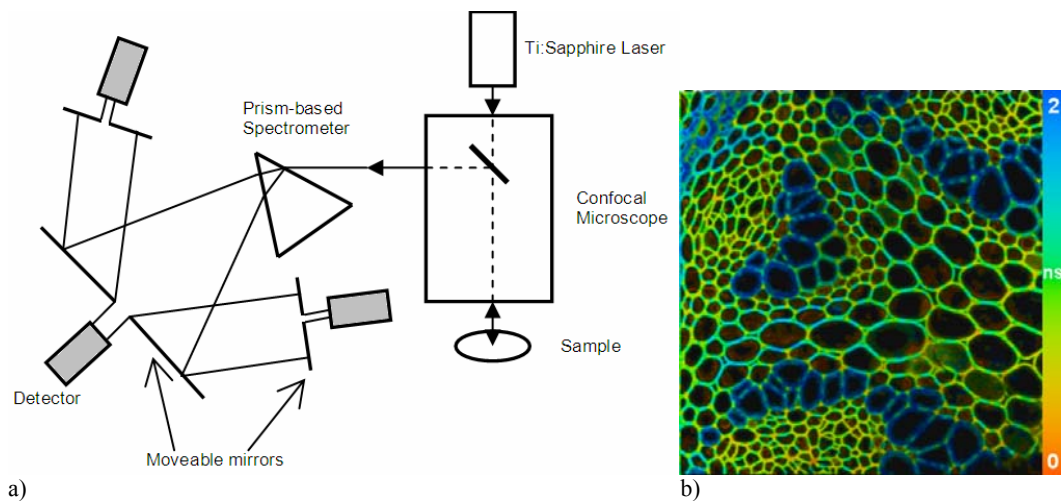 Ti:Sapphire Laser
Prism-based
Spectrometer
Confocal
Microscope
Sample
Detector
Moveable mirrors
a)
2
ns
0
b)